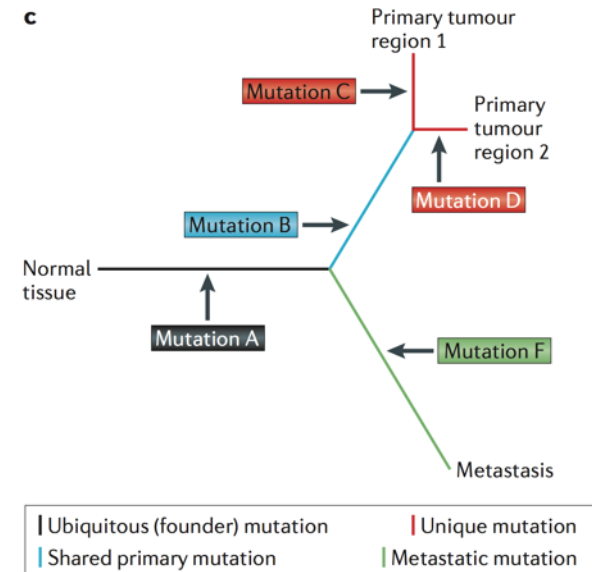 c
Primary tumour
region 1
Mutation C
Primary
tumour
region 2
Mutation D
Mutation B
Normal
tissue
Mutation A
Mutation F
Metastasis
Ubiquitous (founder) mutation
Unique mutation
Shared primary mutation
Metastatic mutation